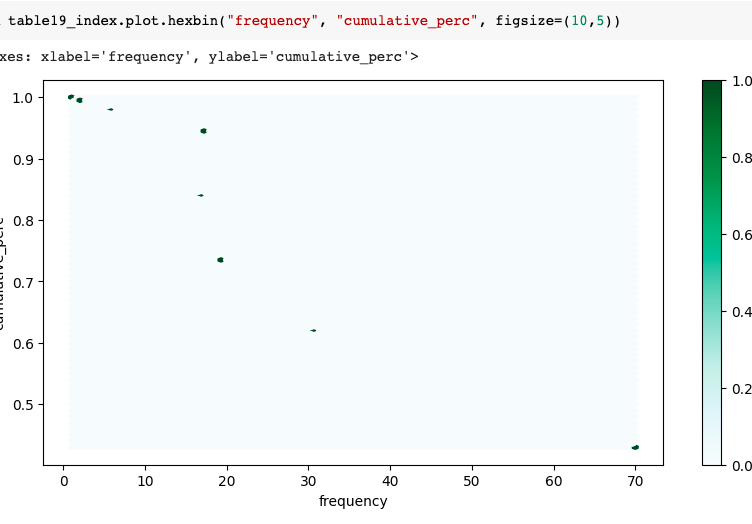 table19_index.plot.hexbin("frequency", "cumulative_perc", figsize=(10,5))
xes: xlabel='frequency', ylabel='cumulative_perc'>
1.0
0.9
0.8
0.7
0.6
0.5
cumulative_perc
0 10 20 30 40 50 60 70
frequency
1.0
0.8
0.6
0.4
0.2
0.0